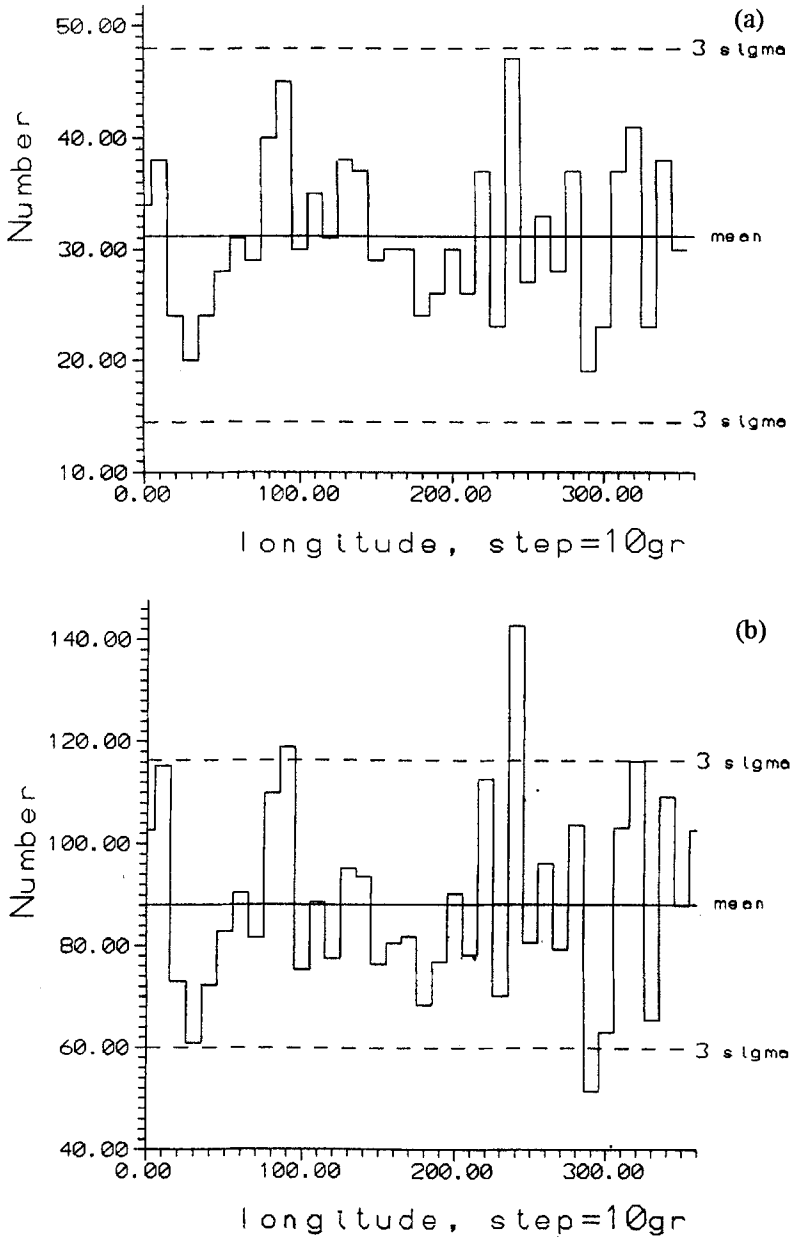 (a)
50.00
3 sigma
40.00
Number
mean
30.00
20.00
3 sigma
10.00
0.00 100.00 200.00 300.00
longitude, step=10gr
(b)
140.00
120.00
3 sigma
100.00
Number
mean
80.00
60.00
3 sigma
40.00
0.00 100.00 200.00 300.00
longitude, step=10gr